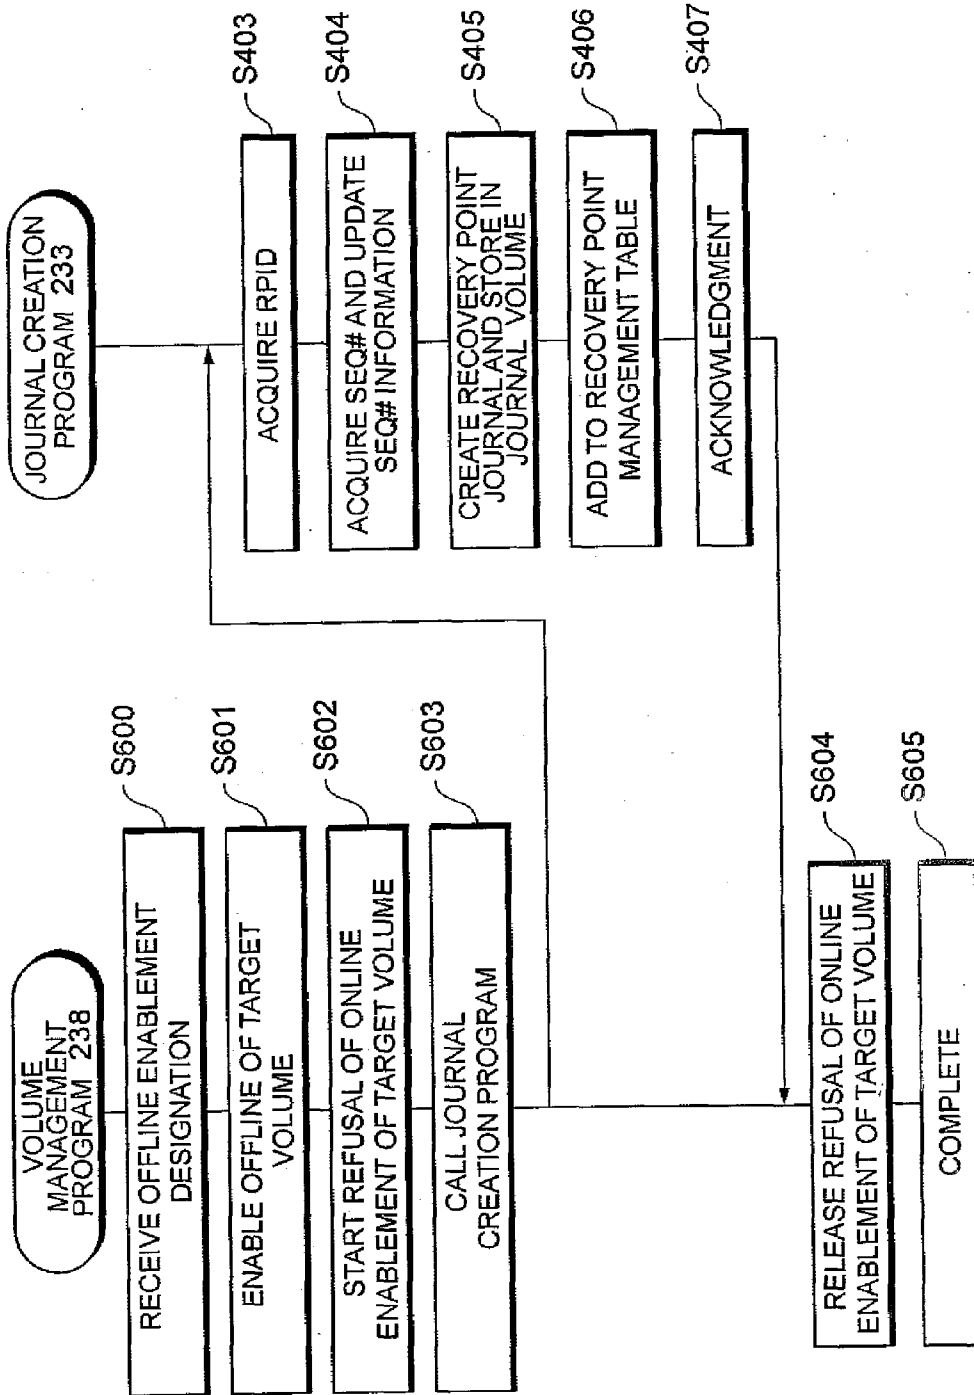 VOLUME
MANAGEMENT
PROGRAM 238
RECEIVE OFFLINE ENABLEMENT
DESIGNATION
S600
ENABLE OFFLINE OF TARGET
VOLUME
S601
START REFUSAL OF ONLINE
ENABLEMENT OF TARGET VOLUME
S602
CALL JOURNAL
CREATION PROGRAM
S603
RELEASE REFUSAL OF ONLINE
ENABLEMENT OF TARGET VOLUME
S604
COMPLETE
S605
JOURNAL CREATION
PROGRAM 233
ACQUIRE RPID
S403
ACQUIRE SEQ# AND UPDATE
SEQ# INFORMATION
S404
CREATE RECOVERY POINT
JOURNAL AND STORE IN
JOURNAL VOLUME
S405
ADD TO RECOVERY POINT
MANAGEMENT TABLE
S406
ACKNOWLEDGMENT
S407